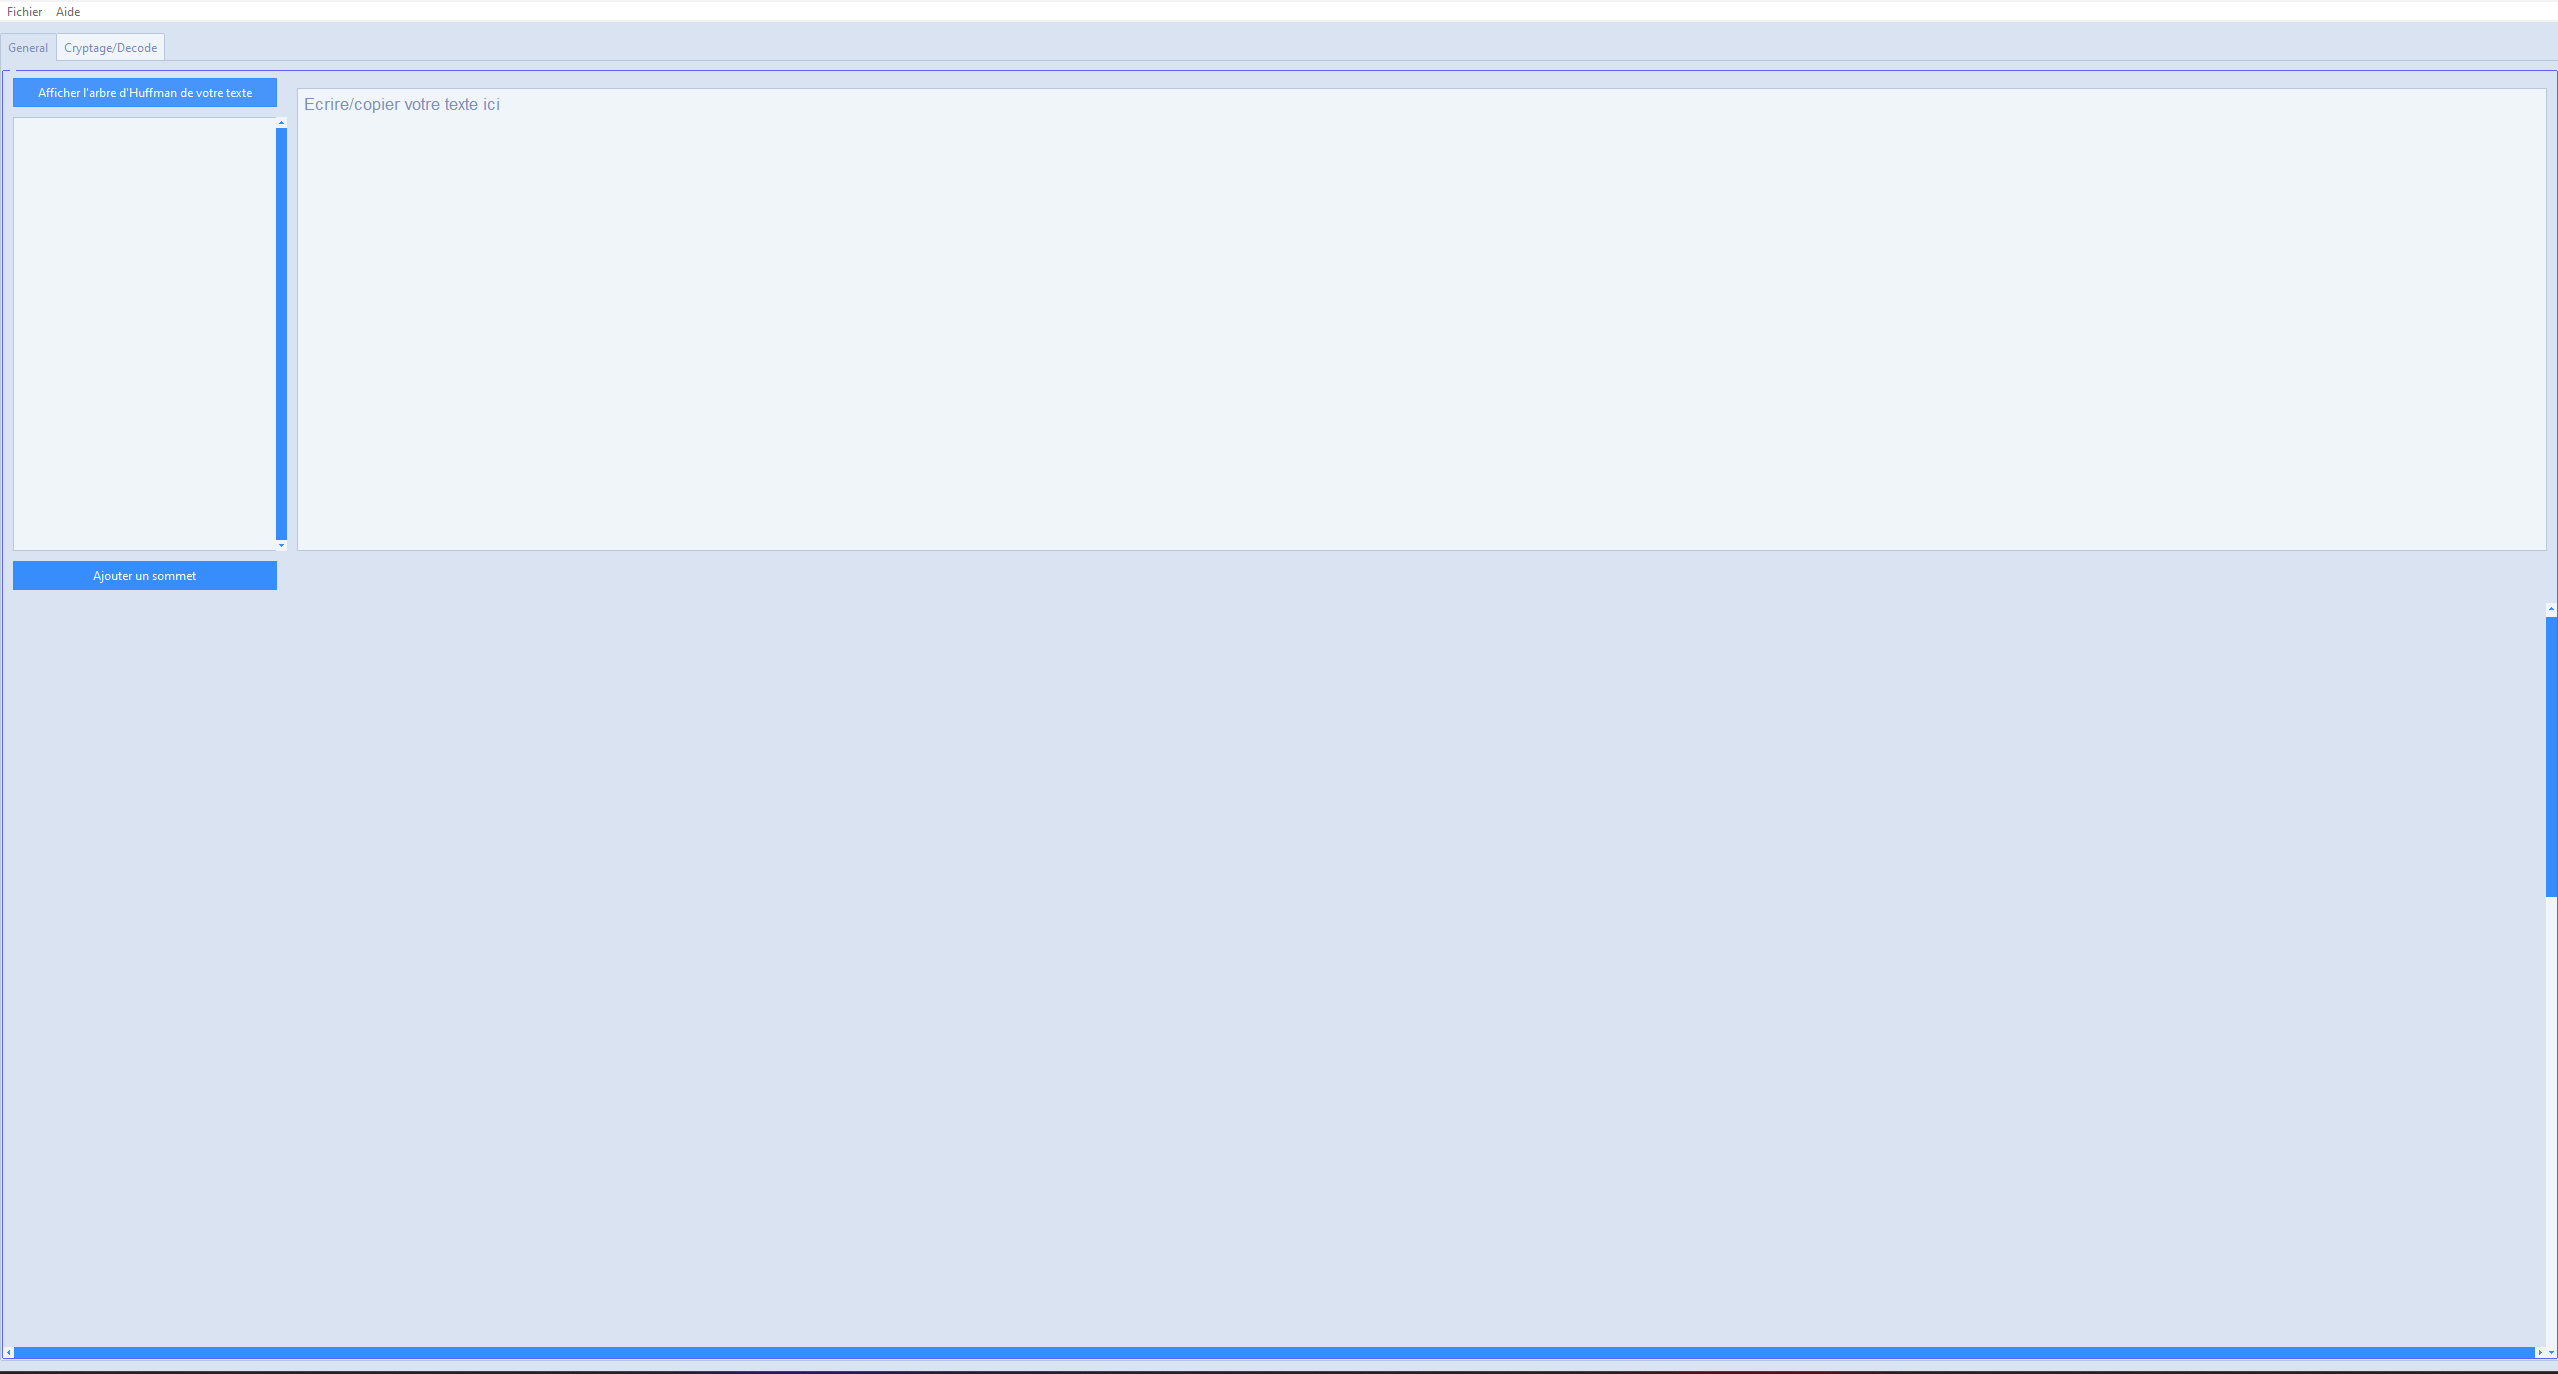 Fichier Aide
General Cryptage/Decode
Afficher l'arbre d'Huffman de votre texte
Ecrire/copier votre texte ici
Ajouter un sommet